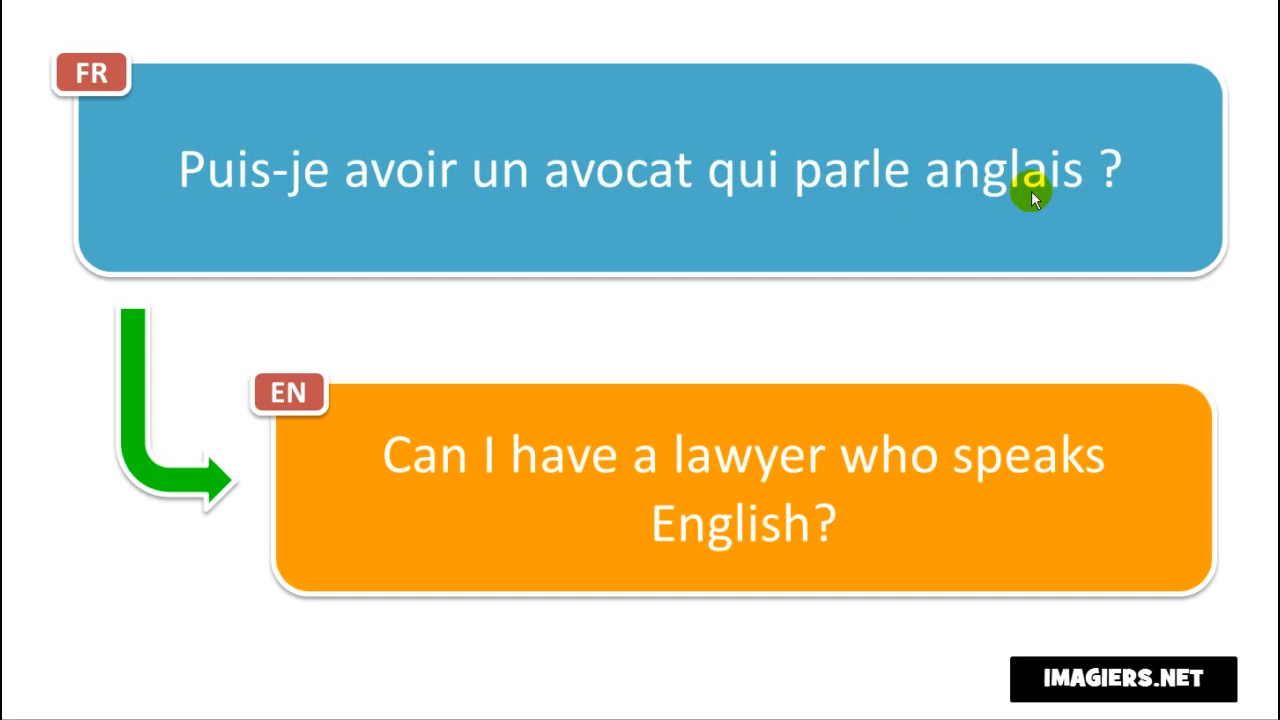 FR
Puis-je avoir un avocat qui parle anglais ?
EN
Can I have a lawyer who speaks
English?
IMAGIERS.NET